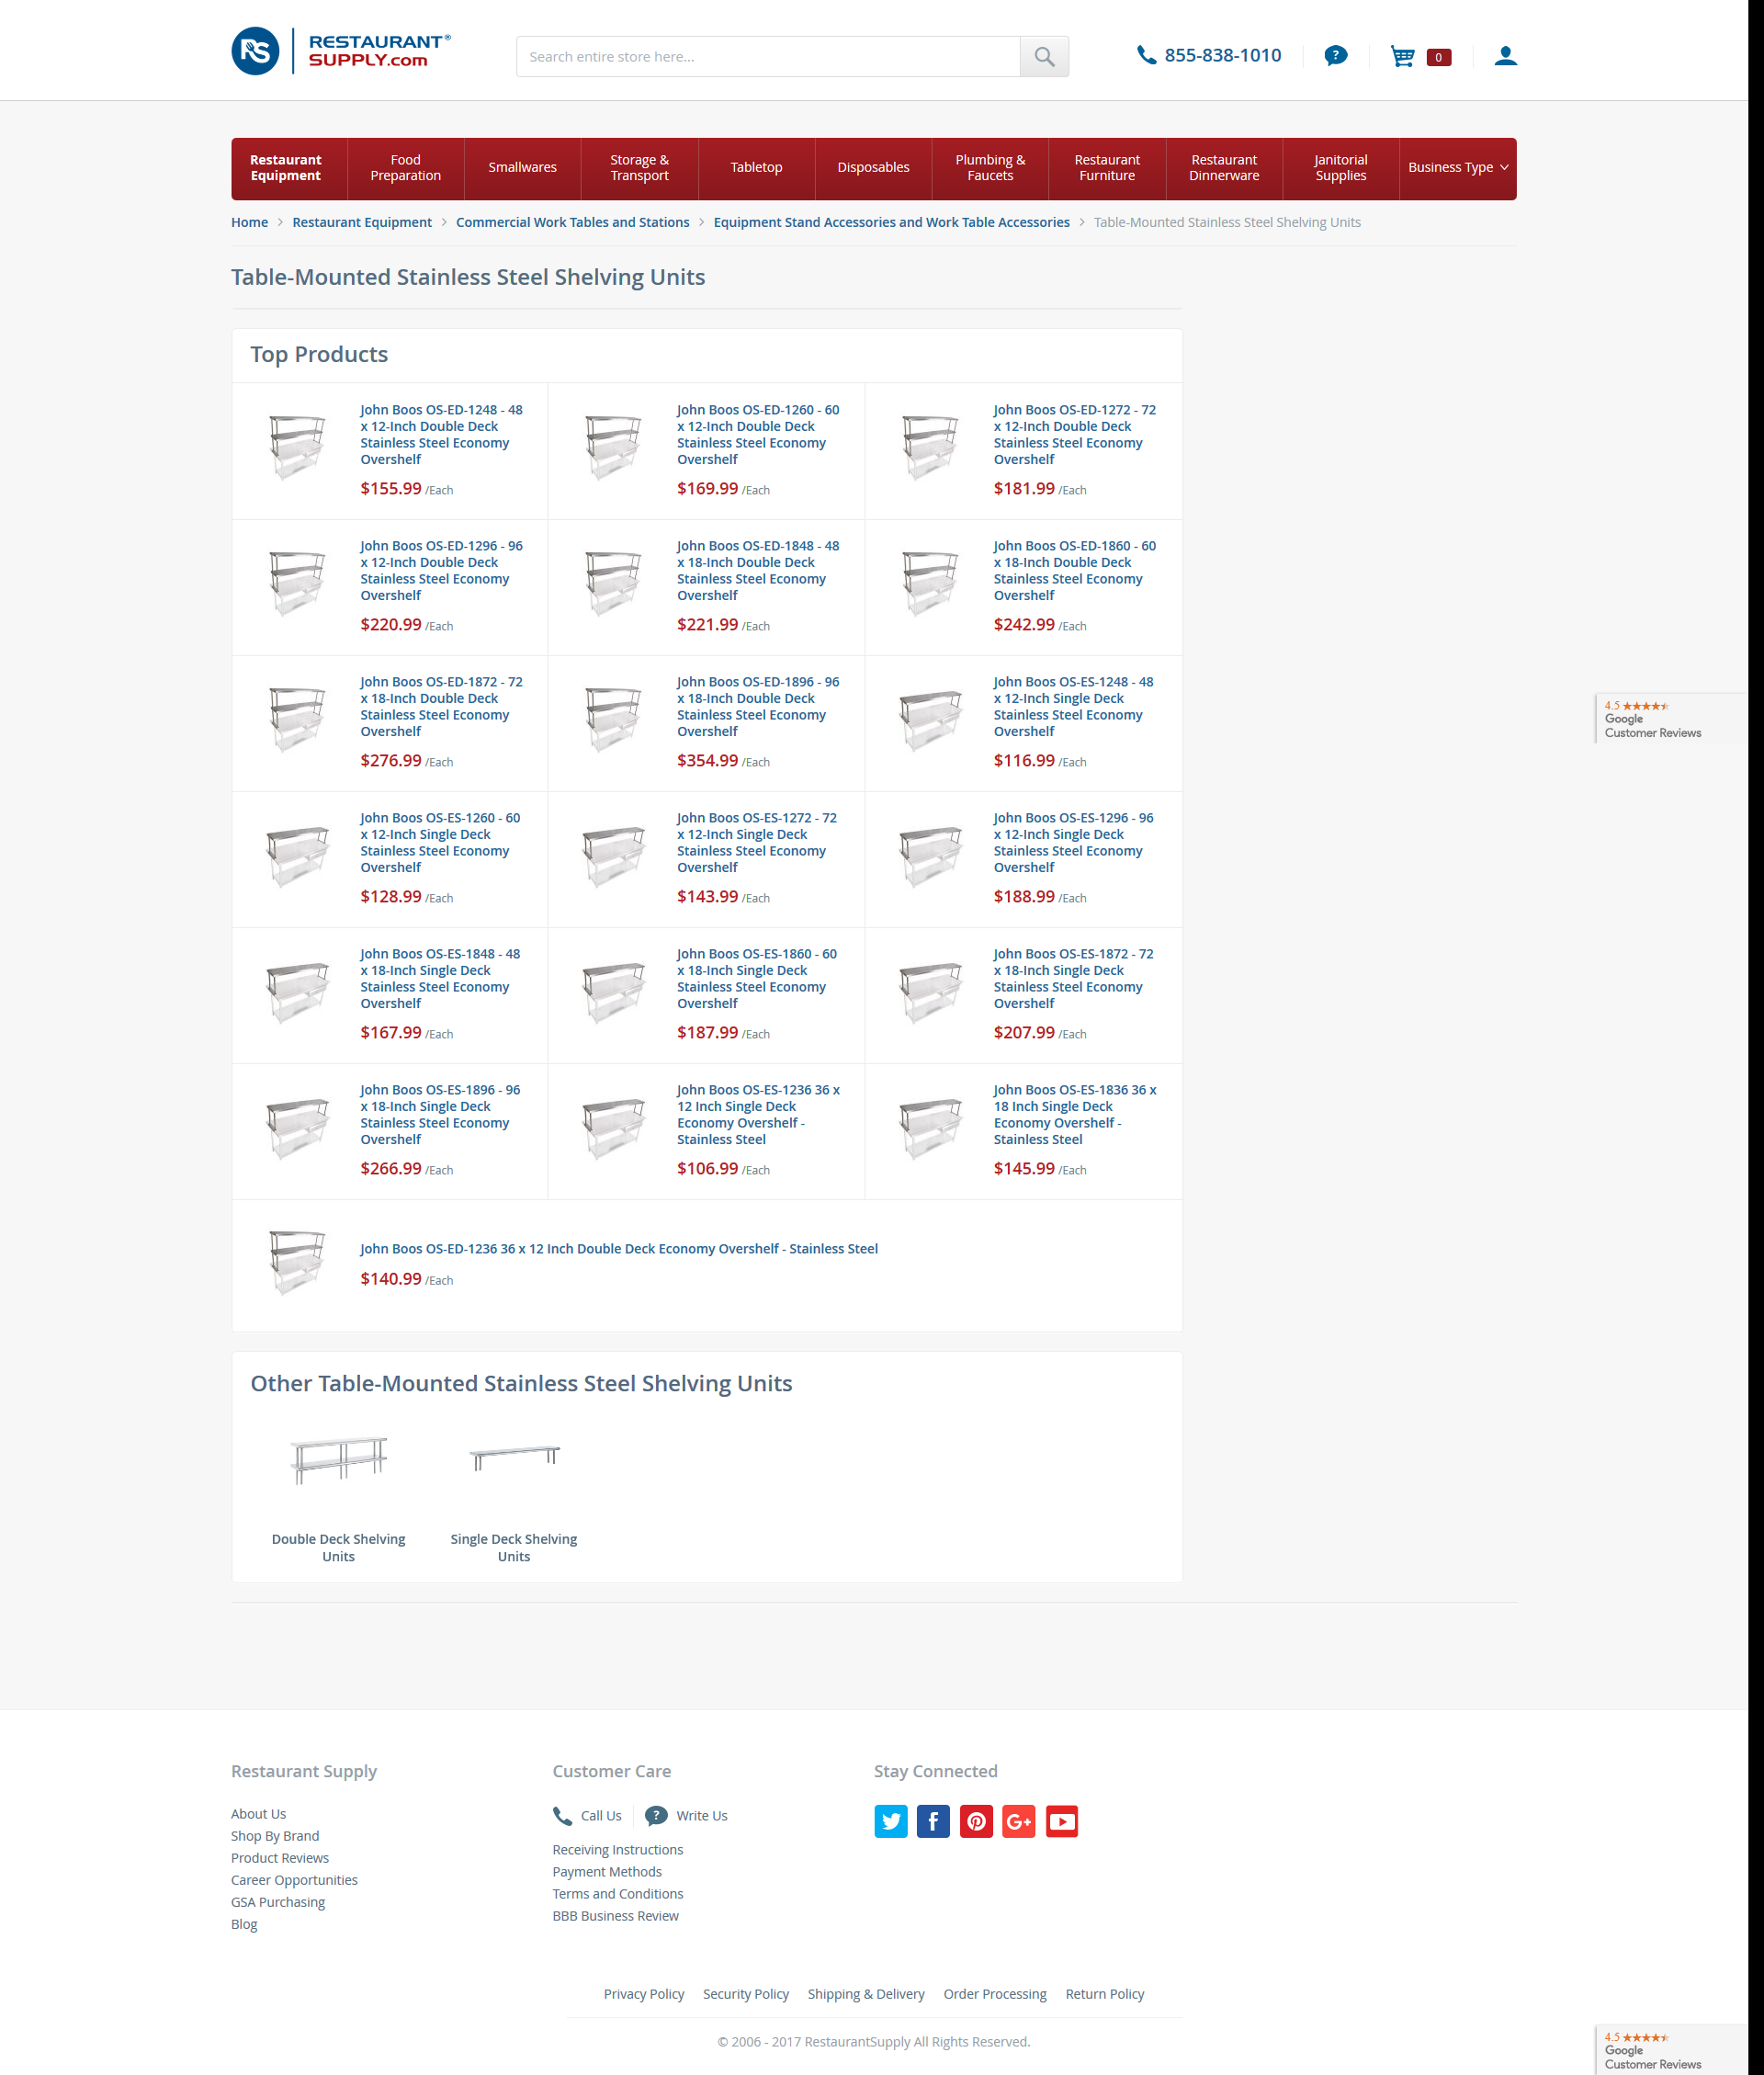 RS
RESTAURANT®
SUPPLY.com
Search entire store here...
855-838-1010
?
0
Restaurant
Equipment
Food
Preparation
Smallwares
Storage &
Transport
Tabletop
Disposables
Plumbing &
Faucets
Restaurant
Furniture
Restaurant
Dinnerware
Janitorial
Supplies
Business Type
Home > Restaurant Equipment > Commercial Work Tables and Stations > Equipment Stand Accessories and Work Table Accessories > Table-Mounted Stainless Steel Shelving Units
Table-Mounted Stainless Steel Shelving Units
Top Products
John Boos OS-ED-1248 - 48
x 12-Inch Double Deck
Stainless Steel Economy
Overshelf
$155.99 /Each
John Boos OS-ED-1260 - 60
x 12-Inch Double Deck
Stainless Steel Economy
Overshelf
$169.99 /Each
John Boos OS-ED-1272 - 72
x 12-Inch Double Deck
Stainless Steel Economy
Overshelf
$181.99 /Each
John Boos OS-ED-1296 - 96
x 12-Inch Double Deck
Stainless Steel Economy
Overshelf
$220.99 /Each
John Boos OS-ED-1848 - 48
x 18-Inch Double Deck
Stainless Steel Economy
Overshelf
$221.99 /Each
John Boos OS-ED-1860 - 60
x 18-Inch Double Deck
Stainless Steel Economy
Overshelf
$242.99 /Each
John Boos OS-ED-1872 - 72
x 18-Inch Double Deck
Stainless Steel Economy
Overshelf
$276.99 /Each
John Boos OS-ED-1896 - 96
x 18-Inch Double Deck
Stainless Steel Economy
Overshelf
$354.99 /Each
John Boos OS-ES-1248 - 48
x 12-Inch Single Deck
Stainless Steel Economy
Overshelf
$116.99 /Each
4.5
Google
Customer Reviews
John Boos OS-ES-1260 - 60
x 12-Inch Single Deck
Stainless Steel Economy
Overshelf
$128.99 /Each
John Boos OS-ES-1272 - 72
x 12-Inch Single Deck
Stainless Steel Economy
Overshelf
$143.99 /Each
John Boos OS-ES-1296 - 96
x 12-Inch Single Deck
Stainless Steel Economy
Overshelf
$188.99 /Each
John Boos OS-ES-1848 - 48
x 18-Inch Single Deck
Stainless Steel Economy
Overshelf
$167.99 /Each
John Boos OS-ES-1860 - 60
x 18-Inch Single Deck
Stainless Steel Economy
Overshelf
$187.99 /Each
John Boos OS-ES-1872 - 72
x 18-Inch Single Deck
Stainless Steel Economy
Overshelf
$207.99 /Each
John Boos OS-ES-1896 - 96
x 18-Inch Single Deck
Stainless Steel Economy
Overshelf
$266.99 /Each
John Boos OS-ES-1236 36 x
12 Inch Single Deck
Economy Overshelf -
Stainless Steel
$106.99 /Each
John Boos OS-ES-1836 36 x
18 Inch Single Deck
Economy Overshelf -
Stainless Steel
$145.99 /Each
John Boos OS-ED-1236 36 x 12 Inch Double Deck Economy Overshelf - Stainless Steel
$140.99 /Each
Other Table-Mounted Stainless Steel Shelving Units
Double Deck Shelving
Units
Single Deck Shelving
Units
Restaurant Supply
About Us
Shop By Brand
Product Reviews
Career Opportunities
GSA Purchasing
Blog
Customer Care
Call Us
? Write Us
Receiving Instructions
Payment Methods
Terms and Conditions
BBB Business Review
Stay Connected
f
G+
Privacy Policy Security Policy Shipping & Delivery Order Processing Return Policy
© 2006 - 2017 RestaurantSupply All Rights Reserved.
4.5
Google
Customer Reviews